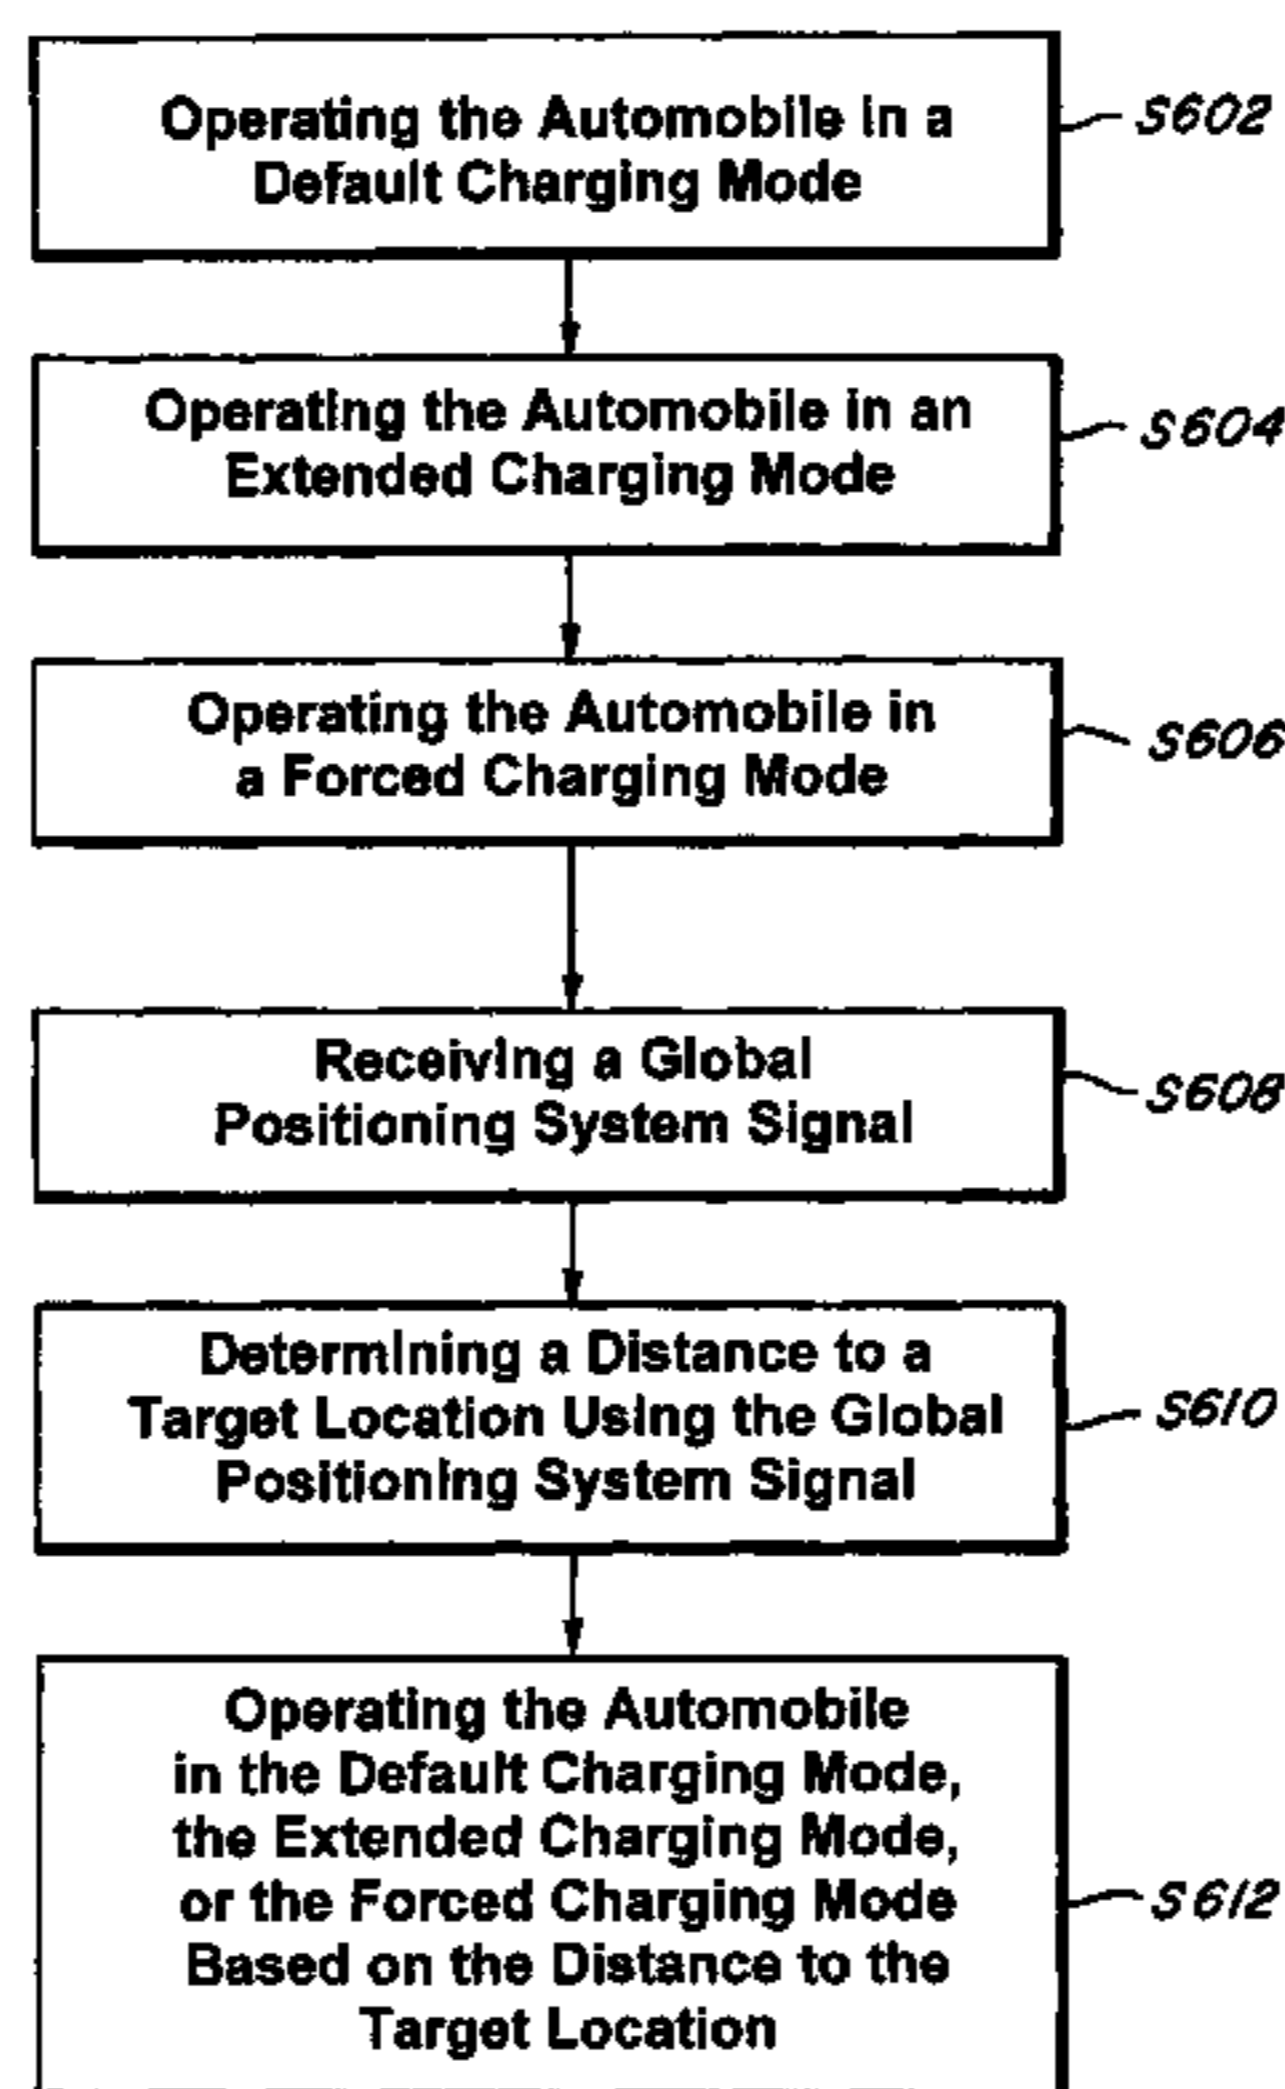 Operating the Automobile in a
Default Charging Mode
S602
Operating the Automobile in an
Extended Charging Mode
S604
Operating the Automobile in
a Forced Charging Mode
S606
Receiving a Global
Positioning System Signal
S608
Determining a Distance to a
Target Location Using the Global
Positioning System Signal
S610
Operating the Automobile
in the Default Charging Mode,
the Extended Charging Mode,
or the Forced Charging Mode
Based on the Distance to the
Target Location
S612